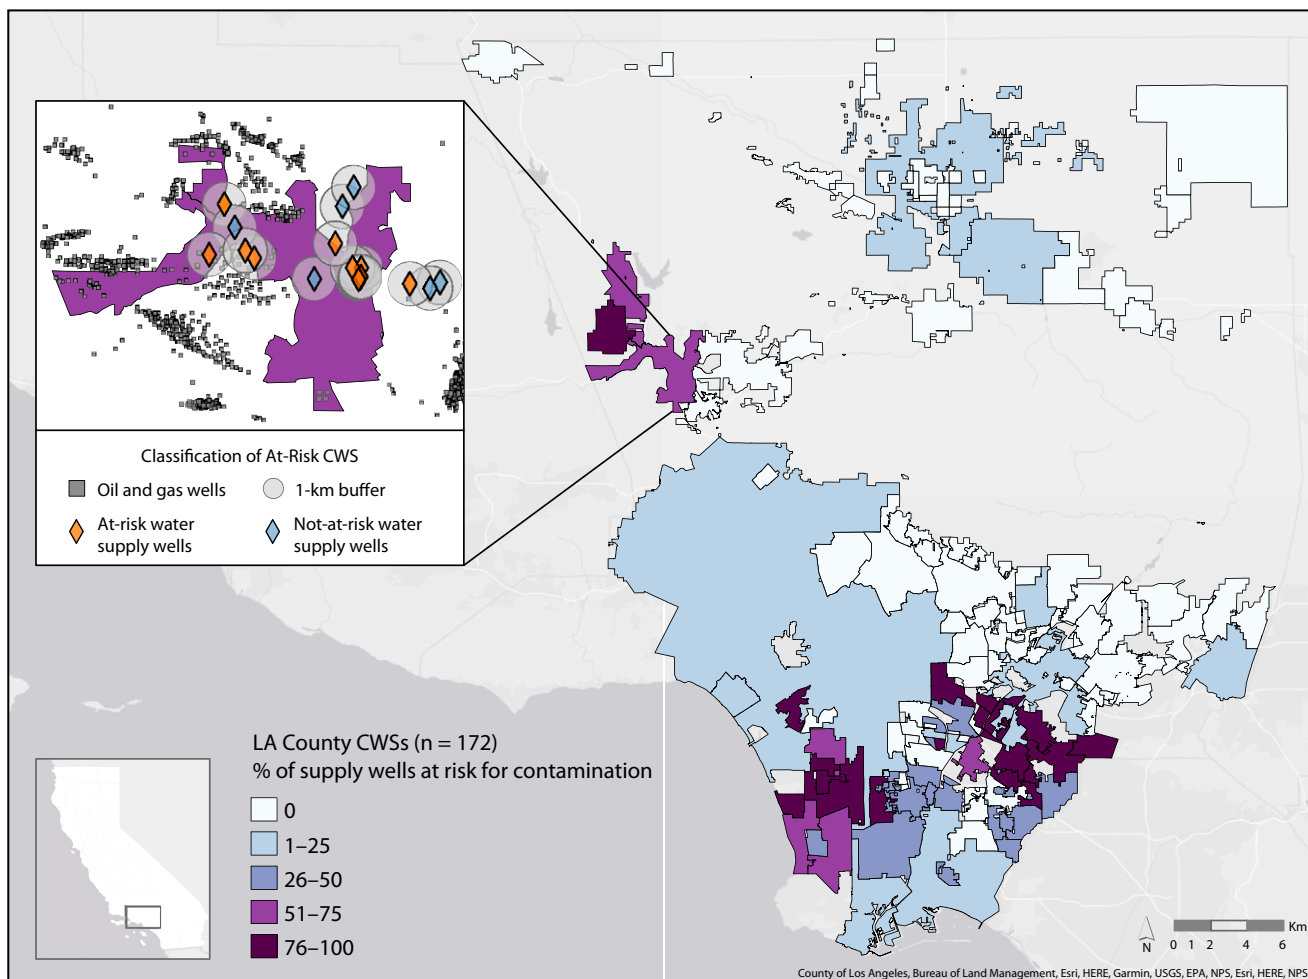 Classification of At-Risk CWS
Oil and gas wells
1-km buffer
At-risk water
supply wells
Not-at-risk water
supply wells
LA County CWSs (n = 172)
% of supply wells at risk for contamination
0
1–25
26–50
51–75
76–100
N
Km
0 2 4 6
County of Los Angeles, Bureau of Land Management, Esri, HERE, Garmin, USGS, EPA, NPS, Esri, HERE, NPS